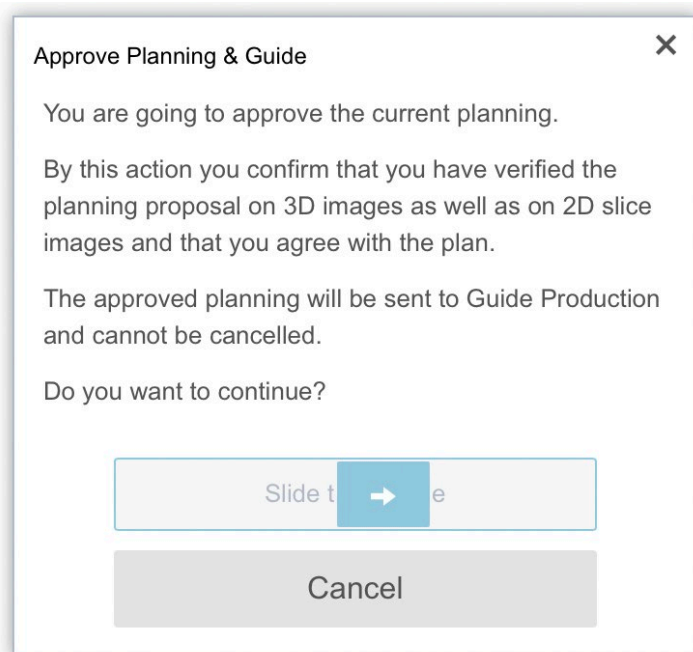 Approve Planning & Guide
You are going to approve the current planning.
By this action you confirm that you have verified the
planning proposal on 3D images as well as on 2D slice
images and that you agree with the plan.
The approved planning will be sent to Guide Production
and cannot be cancelled.
Do you want to continue?
Slide t e
Cancel